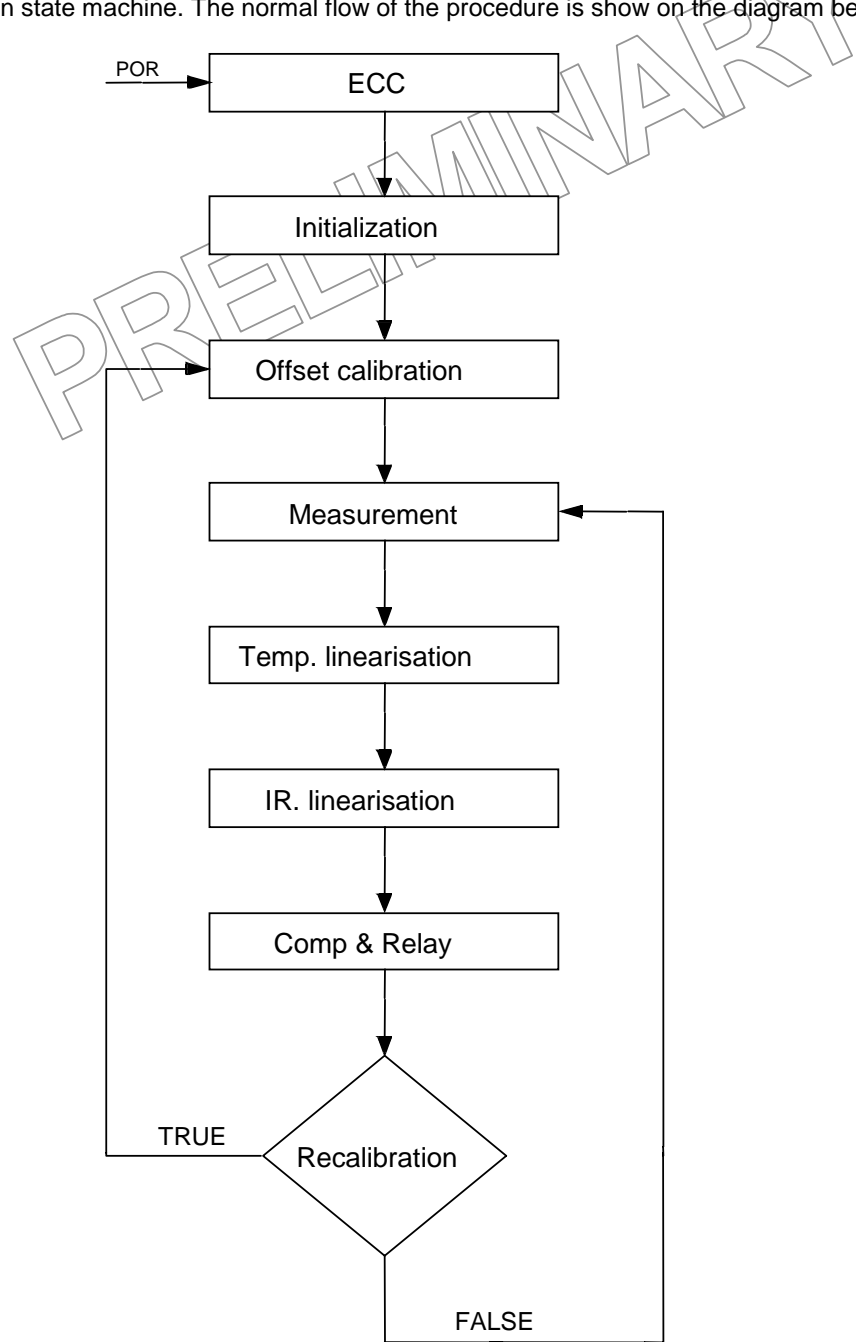 n state machine. The normal flow of the procedure is show on the diagram be
PRELIMINARY
POR
ECC
Initialization
Offset calibration
Measurement
Temp. linearisation
IR. linearisation
Comp & Relay
TRUE
Recalibration
FALSE